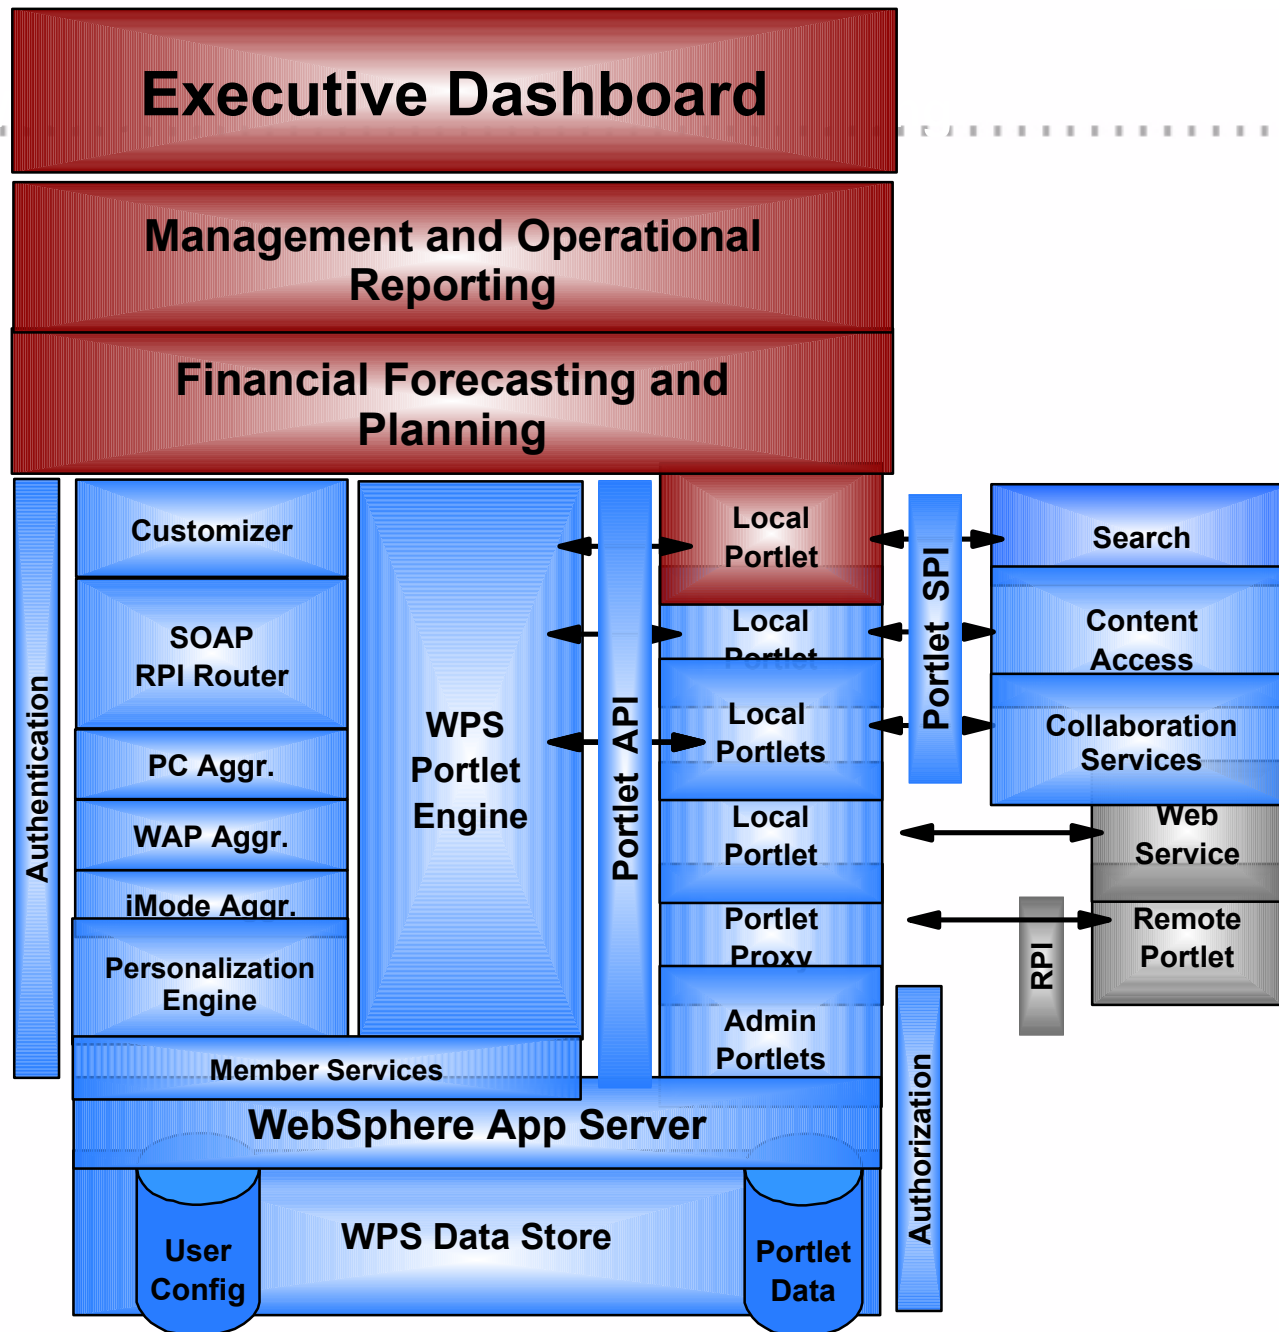 Executive Dashboard
Management and Operational
Reporting
Financial Forecasting and
Planning
Authentication
Customizer
SOAP
RPI Router
PC Aggr.
WAP Aggr.
iMode Aggr.
Personalization
Engine
Member Services
WPS
Portlet
Engine
Portlet API
Local
Portlet
Local
Portlet
Local
Portlets
Local
Portlet
Portlet
Proxy
Admin
Portlets
Portlet SPI
Search
Content
Access
Collaboration
Services
Web
Service
Remote
Portlet
RPI
Authorization
WebSphere App Server
WPS Data Store
User
Config
Portlet
Data